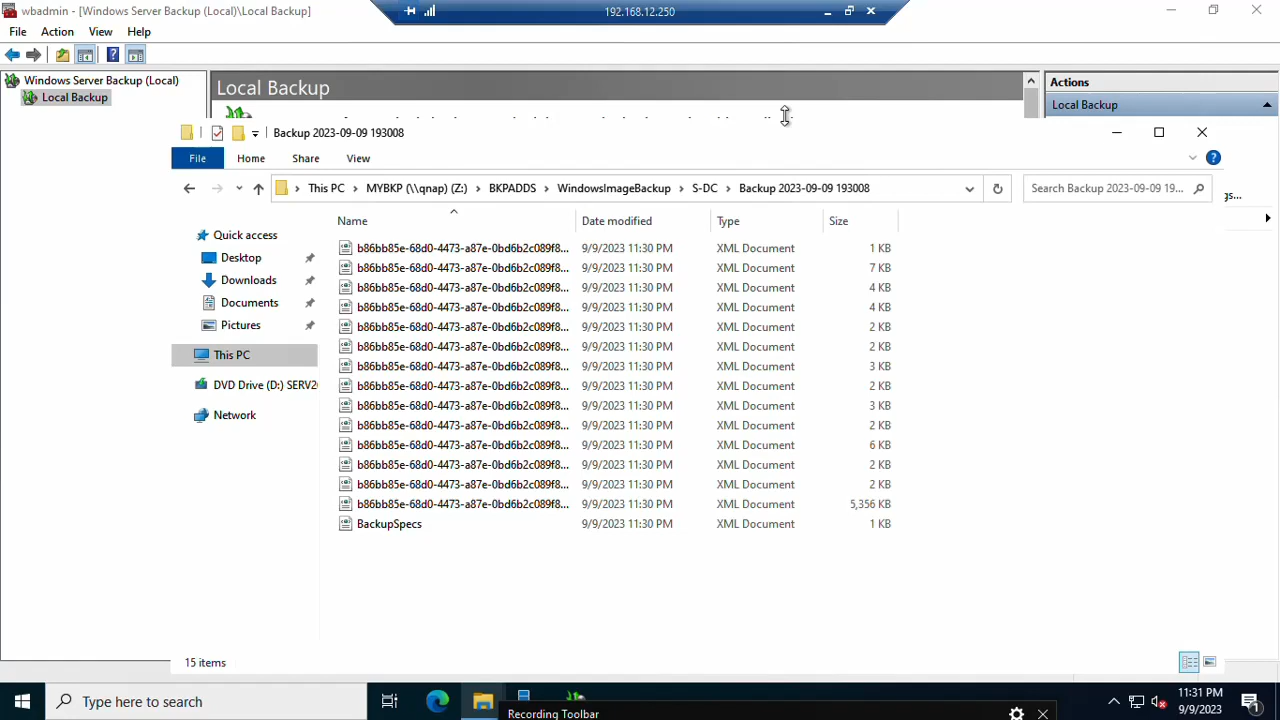 wbadmin - [Windows Server Backup (Local)\Local Backup]
192.168.12.250
File Action View Help
Windows Server Backup (Local)
Local Backup
Local Backup
Actions
Local Backup
Backup 2023-09-09 193008
File Home Share View
This PC MYBKP (\\qnap) (Z:) BKPADDS WindowsImageBackup S-DC Backup 2023-09-09 193008
Search Backup 2023-09-09 19...
gs...
Name Date modified Type Size
Quick access
Desktop
Downloads
Documents
Pictures
This PC
DVD Drive (D:) SERV2
Network
b86bb85e-68d0-4473-a87e-0bd6b2c089f8... 9/9/2023 11:30 PM XML Document 1 KB
b86bb85e-68d0-4473-a87e-0bd6b2c089f8... 9/9/2023 11:30 PM XML Document 7 KB
b86bb85e-68d0-4473-a87e-0bd6b2c089f8... 9/9/2023 11:30 PM XML Document 4 KB
b86bb85e-68d0-4473-a87e-0bd6b2c089f8... 9/9/2023 11:30 PM XML Document 4 KB
b86bb85e-68d0-4473-a87e-0bd6b2c089f8... 9/9/2023 11:30 PM XML Document 2 KB
b86bb85e-68d0-4473-a87e-0bd6b2c089f8... 9/9/2023 11:30 PM XML Document 2 KB
b86bb85e-68d0-4473-a87e-0bd6b2c089f8... 9/9/2023 11:30 PM XML Document 3 KB
b86bb85e-68d0-4473-a87e-0bd6b2c089f8... 9/9/2023 11:30 PM XML Document 2 KB
b86bb85e-68d0-4473-a87e-0bd6b2c089f8... 9/9/2023 11:30 PM XML Document 3 KB
b86bb85e-68d0-4473-a87e-0bd6b2c089f8... 9/9/2023 11:30 PM XML Document 2 KB
b86bb85e-68d0-4473-a87e-0bd6b2c089f8... 9/9/2023 11:30 PM XML Document 6 KB
b86bb85e-68d0-4473-a87e-0bd6b2c089f8... 9/9/2023 11:30 PM XML Document 2 KB
b86bb85e-68d0-4473-a87e-0bd6b2c089f8... 9/9/2023 11:30 PM XML Document 2 KB
b86bb85e-68d0-4473-a87e-0bd6b2c089f8... 9/9/2023 11:30 PM XML Document 5,356 KB
BackupSpecs 9/9/2023 11:30 PM XML Document 1 KB
15 items
Type here to search
11:31 PM
9/9/2023
1
Recording Toolbar